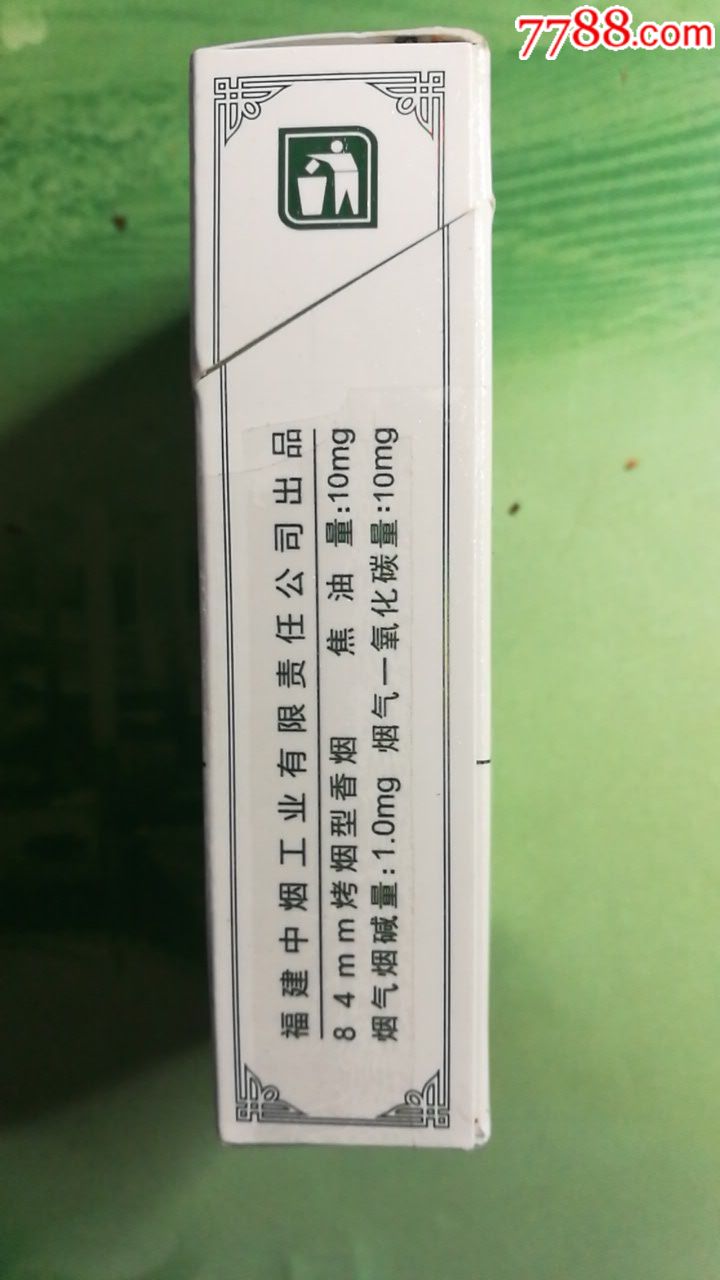 7788.com
福建中烟工业有限责任公司出品
84mm烤烟型香烟 焦油量:10mg
烟气烟碱量:1.0mg 烟气一氧化碳量:10mg